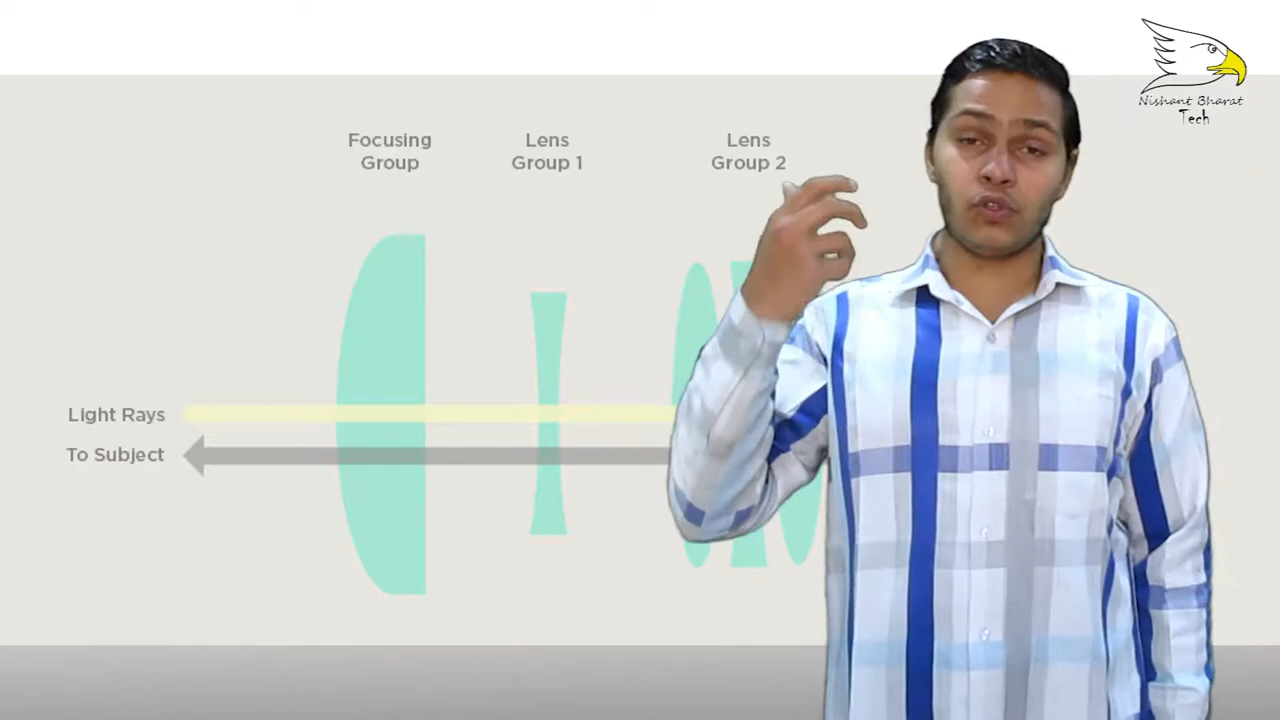 Nishant Bharat
Tech
Focusing
Group
Lens
Group 1
Lens
Group 2
Light Rays
To Subject